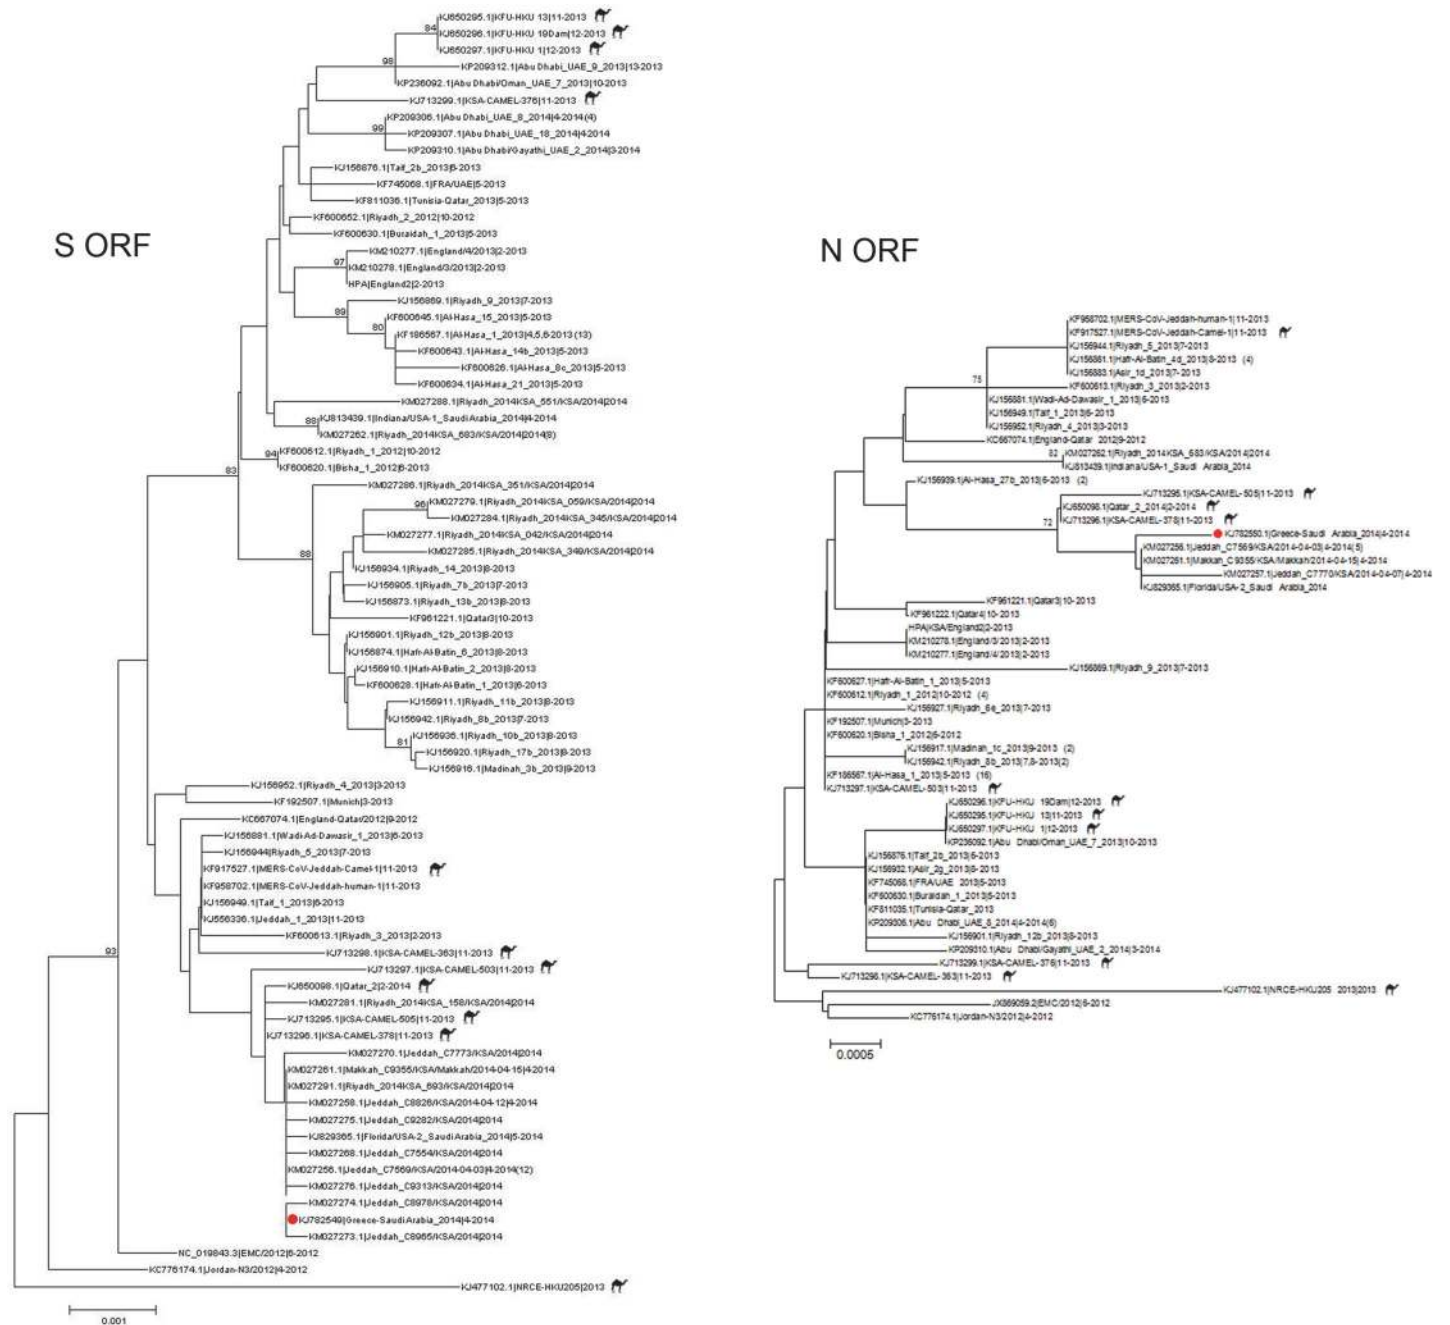 S ORF
84
KJ650295.1|KFU-HKU 13|11-2013
KJ650296.1|KFU-HKU 19Dam|12-2013
KJ650297.1|KFU-HKU 1|12-2013
98
KP209312.1|Abu Dhabi_UAE_9_2013|13-2013
KP236092.1|Abu Dhabi/Oman_UAE_7_2013|10-2013
KJ713299.1|KSA-CAMEL-376|11-2013
KP209306.1|Abu Dhabi_UAE_8_2014|4-2014(4)
99
KP209307.1|Abu Dhabi_UAE_18_2014|4-2014
KP209310.1|Abu Dhabi/Gayathi_UAE_2_2014|3-2014
KJ156876.1|Taif_2b_2013|6-2013
KF745068.1|FRA/UAE|5-2013
KF811036.1|Tunisia-Qatar_2013|5-2013
KF600652.1|Riyadh_2_2012|10-2012
KF600630.1|Buraidah_1_2013|5-2013
KM210277.1|England/4/2013|2-2013
97
KM210278.1|England/3/2013|2-2013
HPA|England2|2-2013
KJ156869.1|Riyadh_9_2013|7-2013
89
KF600645.1|Al-Hasa_15_2013|5-2013
80
KF186567.1|Al-Hasa_1_2013|4,5,6-2013 (13)
KF600643.1|Al-Hasa_14b_2013|5-2013
KF600626.1|Al-Hasa_8c_2013|5-2013
KF600634.1|Al-Hasa_21_2013|5-2013
KM027288.1|Riyadh_2014KSA_551/KSA/2014|2014
KJ813439.1|Indiana/USA-1_SaudiArabia_2014|4-2014
88
KM027262.1|Riyadh_2014KSA_683/KSA/2014|2014(8)
KF600612.1|Riyadh_1_2012|10-2012
94
KF600620.1|Bisha_1_2012|6-2013
83
KM027286.1|Riyadh_2014KSA_351/KSA/2014|2014
KM027279.1|Riyadh_2014KSA_059/KSA/2014|2014
96
KM027284.1|Riyadh_2014KSA_345/KSA/2014|2014
KM027277.1|Riyadh_2014KSA_042/KSA/2014|2014
KM027285.1|Riyadh_2014KSA_349/KSA/2014|2014
88
KJ156934.1|Riyadh_14_2013|8-2013
KJ156905.1|Riyadh_7b_2013|7-2013
KJ156873.1|Riyadh_13b_2013|8-2013
KF961221.1|Qatar3|10-2013
KJ156901.1|Riyadh_12b_2013|8-2013
KJ156874.1|Hafr-Al-Batin_6_2013|8-2013
KJ156910.1|Hafr-Al-Batin_2_2013|8-2013
KF600628.1|Hafr-Al-Batin_1_2013|6-2013
KJ156911.1|Riyadh_11b_2013|8-2013
KJ156942.1|Riyadh_8b_2013|7-2013
KJ156936.1|Riyadh_10b_2013|8-2013
81
KJ156920.1|Riyadh_17b_2013|8-2013
KJ156916.1|Madinah_3b_2013|9-2013
KJ156952.1|Riyadh_4_2013|3-2013
KF192507.1|Munich|3-2013
KC667074.1|England-Qatar/2012|9-2012
KJ156881.1|Wadi-Ad-Dawasir_1_2013|6-2013
KJ156944|Riyadh_5_2013|7-2013
KF917527.1|MERS-CoV-Jeddah-Camel-1|11-2013
KF958702.1|MERS-CoV-Jeddah-human-1|11-2013
KJ156949.1|Taif_1_2013|6-2013
KJ556336.1|Jeddah_1_2013|11-2013
KF600613.1|Riyadh_3_2013|2-2013
KJ713298.1|KSA-CAMEL-363|11-2013
93
KJ713297.1|KSA-CAMEL-503|11-2013
KJ650098.1|Qatar_2|2-2014
KM027281.1|Riyadh_2014KSA_158/KSA/2014|2014
KJ713295.1|KSA-CAMEL-505|11-2013
KJ713296.1|KSA-CAMEL-378|11-2013
KM027270.1|Jeddah_C7773/KSA/2014|2014
KM027261.1|Makkah_C9355/KSA/Makkah/2014-04-15|4-2014
KM027291.1|Riyadh_2014KSA_693/KSA/2014|2014
KM027258.1|Jeddah_C8826/KSA/2014-04-12|4-2014
KM027275.1|Jeddah_C9282/KSA/2014|2014
KJ829365.1|Florida/USA-2_SaudiArabia_2014|5-2014
KM027268.1|Jeddah_C7554/KSA/2014|2014
KM027256.1|Jeddah_C7569/KSA/2014-04-03|4-2014(12)
KM027276.1|Jeddah_C9313/KSA/2014|2014
KM027274.1|Jeddah_C8978/KSA/2014|2014
KJ782549|Greece-SaudiArabia_2014|4-2014
KM027273.1|Jeddah_C8965/KSA/2014|2014
NC_019843.3|EMC/2012|6-2012
KC776174.1|Jordan-N3/2012|4-2012
KJ477102.1|NRCE-HKU205|2013
0.001
N ORF
KF958702.1|MERS-CoV-Jeddah-human-1|11-2013
KF917527.1|MERS-CoV-Jeddah-Camel-1|11-2013
KJ156944.1|Riyadh_5_2013|7-2013
KJ156861.1|Hafr-Al-Batin_4d_2013|8-2013 (4)
KJ156883.1|Asir_1d_2013|7-2013
75
KF600613.1|Riyadh_3_2013|2-2013
KJ156881.1|Wadi-Ad-Dawasir_1_2013|6-2013
KJ156949.1|Taif_1_2013|6-2013
KJ156952.1|Riyadh_4_2013|3-2013
KC667074.1|England-Qatar 2012|9-2012
82
KM027262.1|Riyadh_2014KSA_683/KSA/2014|2014
KJ813439.1|Indiana/USA-1_Saudi Arabia_2014
KJ156939.1|Al-Hasa_27b_2013|6-2013 (2)
KJ713295.1|KSA-CAMEL-505|11-2013
KJ650098.1|Qatar_2_2014|2-2014
72
KJ713296.1|KSA-CAMEL-378|11-2013
KJ782550.1|Greece-Saudi Arabia_2014|4-2014
KM027256.1|Jeddah_C7569/KSA/2014-04-03|4-2014(5)
KM027261.1|Makkah_C9355/KSA/Makkah/2014-04-15|4-2014
KM027257.1|Jeddah_C7770/KSA/2014-04-07|4-2014
KJ829365.1|Florida/USA-2_Saudi Arabia_2014
KF961221.1|Qatar3|10-2013
KF961222.1|Qatar4|10-2013
HPA|KSA/England2|2-2013
KM210278.1|England/3/2013|2-2013
KM210277.1|England/4/2013|2-2013
KJ156869.1|Riyadh_9_2013|7-2013
KF600627.1|Hafr-Al-Batin_1_2013|5-2013
KF600612.1|Riyadh_1_2012|10-2012 (4)
KJ156927.1|Riyadh_6e_2013|7-2013
KF192507.1|Munich|3-2013
KF600620.1|Bisha_1_2012|6-2012
KJ156917.1|Madinah_1c_2013|9-2013 (2)
KJ156942.1|Riyadh_8b_2013|7,8-2013(2)
KF186567.1|Al-Hasa_1_2013|5-2013 (16)
KJ713297.1|KSA-CAMEL-503|11-2013
KJ650296.1|KFU-HKU 19Dam|12-2013
KJ650295.1|KFU-HKU 13|11-2013
KJ650297.1|KFU-HKU 1|12-2013
KP236092.1|Abu Dhabi/Oman_UAE_7_2013|10-2013
KJ156876.1|Taif_2b_2013|6-2013
KJ156932.1|Asir_2g_2013|8-2013
KF745068.1|FRA/UAE 2013|5-2013
KF600630.1|Buraidah_1_2013|5-2013
KF811035.1|Tunisia-Qatar_2013
KP209306.1|Abu Dhabi_UAE_8_2014|4-2014(6)
KJ156901.1|Riyadh_12b_2013|8-2013
KP209310.1|Abu Dhabi/Gayathi_UAE_2_2014|3-2014
KJ713299.1|KSA-CAMEL-376|11-2013
KJ713298.1|KSA-CAMEL-363|11-2013
KJ477102.1|NRCE-HKU205 2013|2013
JX869059.2|EMC/2012|6-2012
KC776174.1|Jordan-N3/2012|4-2012
0.0005